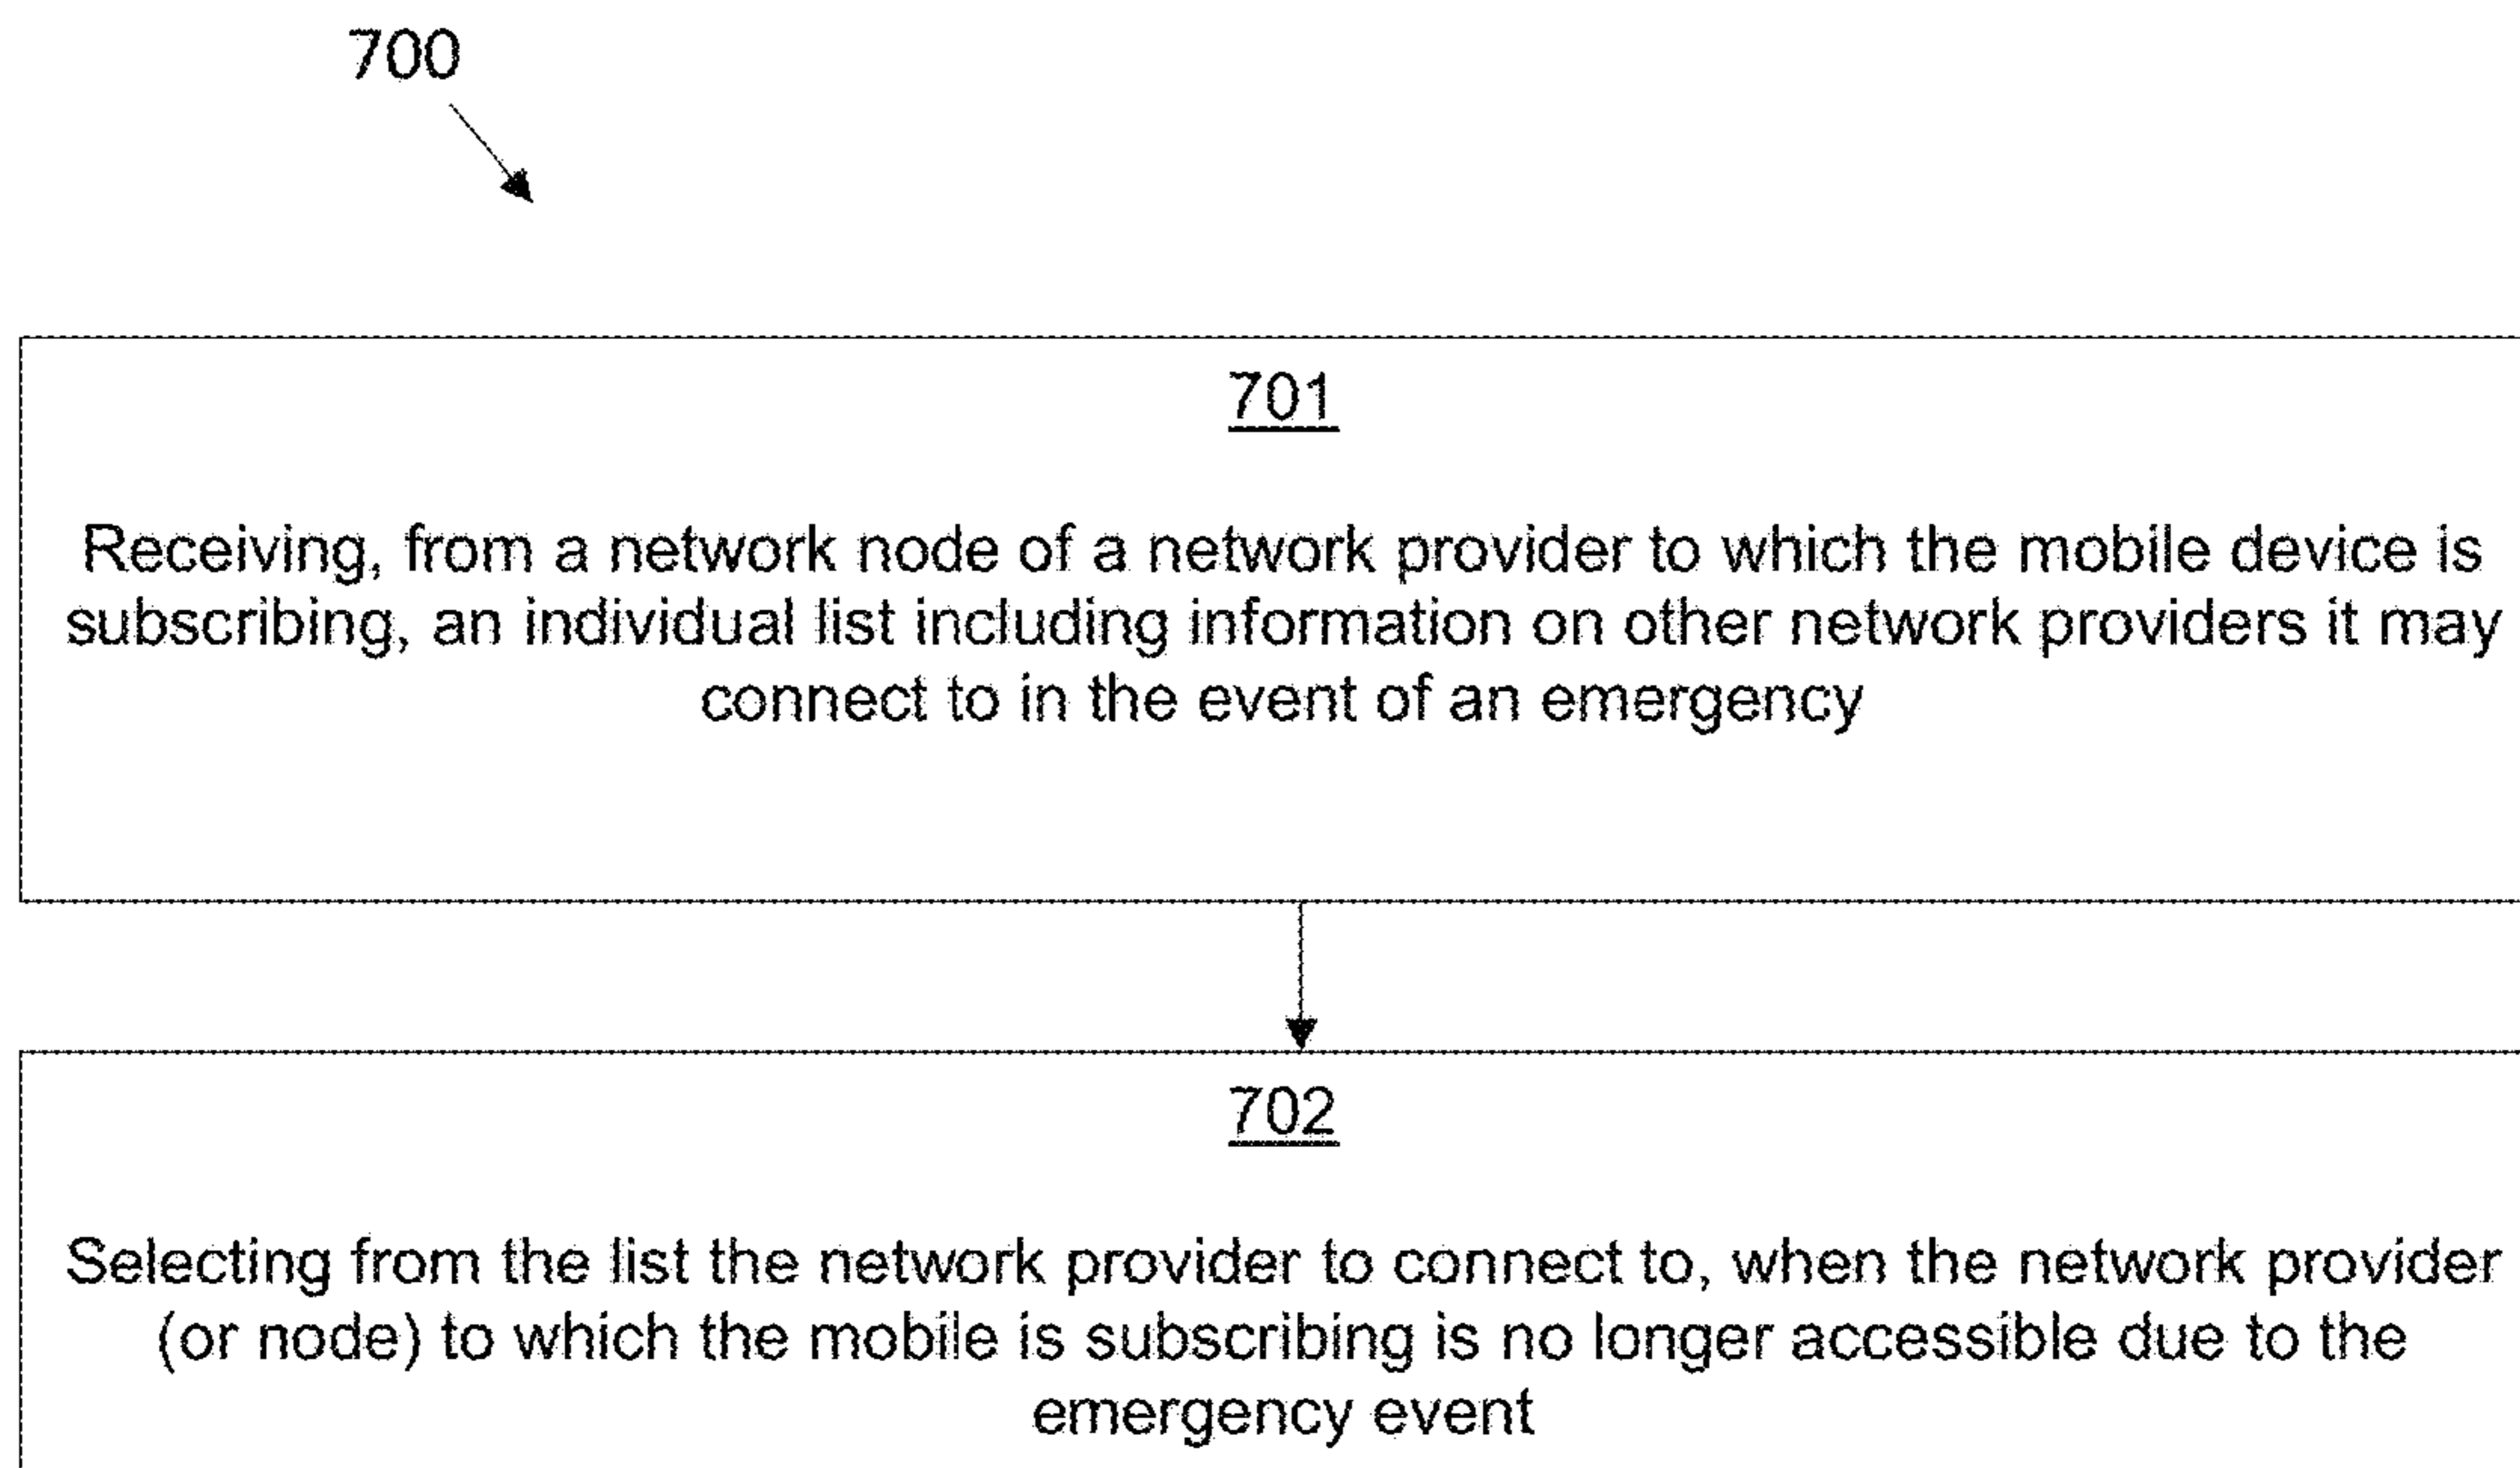 700
701
Receiving, from a network node of a network provider to which the mobile device is
subscribing, an individual list including information on other network providers it may
connect to in the event of an emergency
702
Selecting from the list the network provider to connect to, when the network provider
(or node) to which the mobile is subscribing is no longer accessible due to the
emergency event